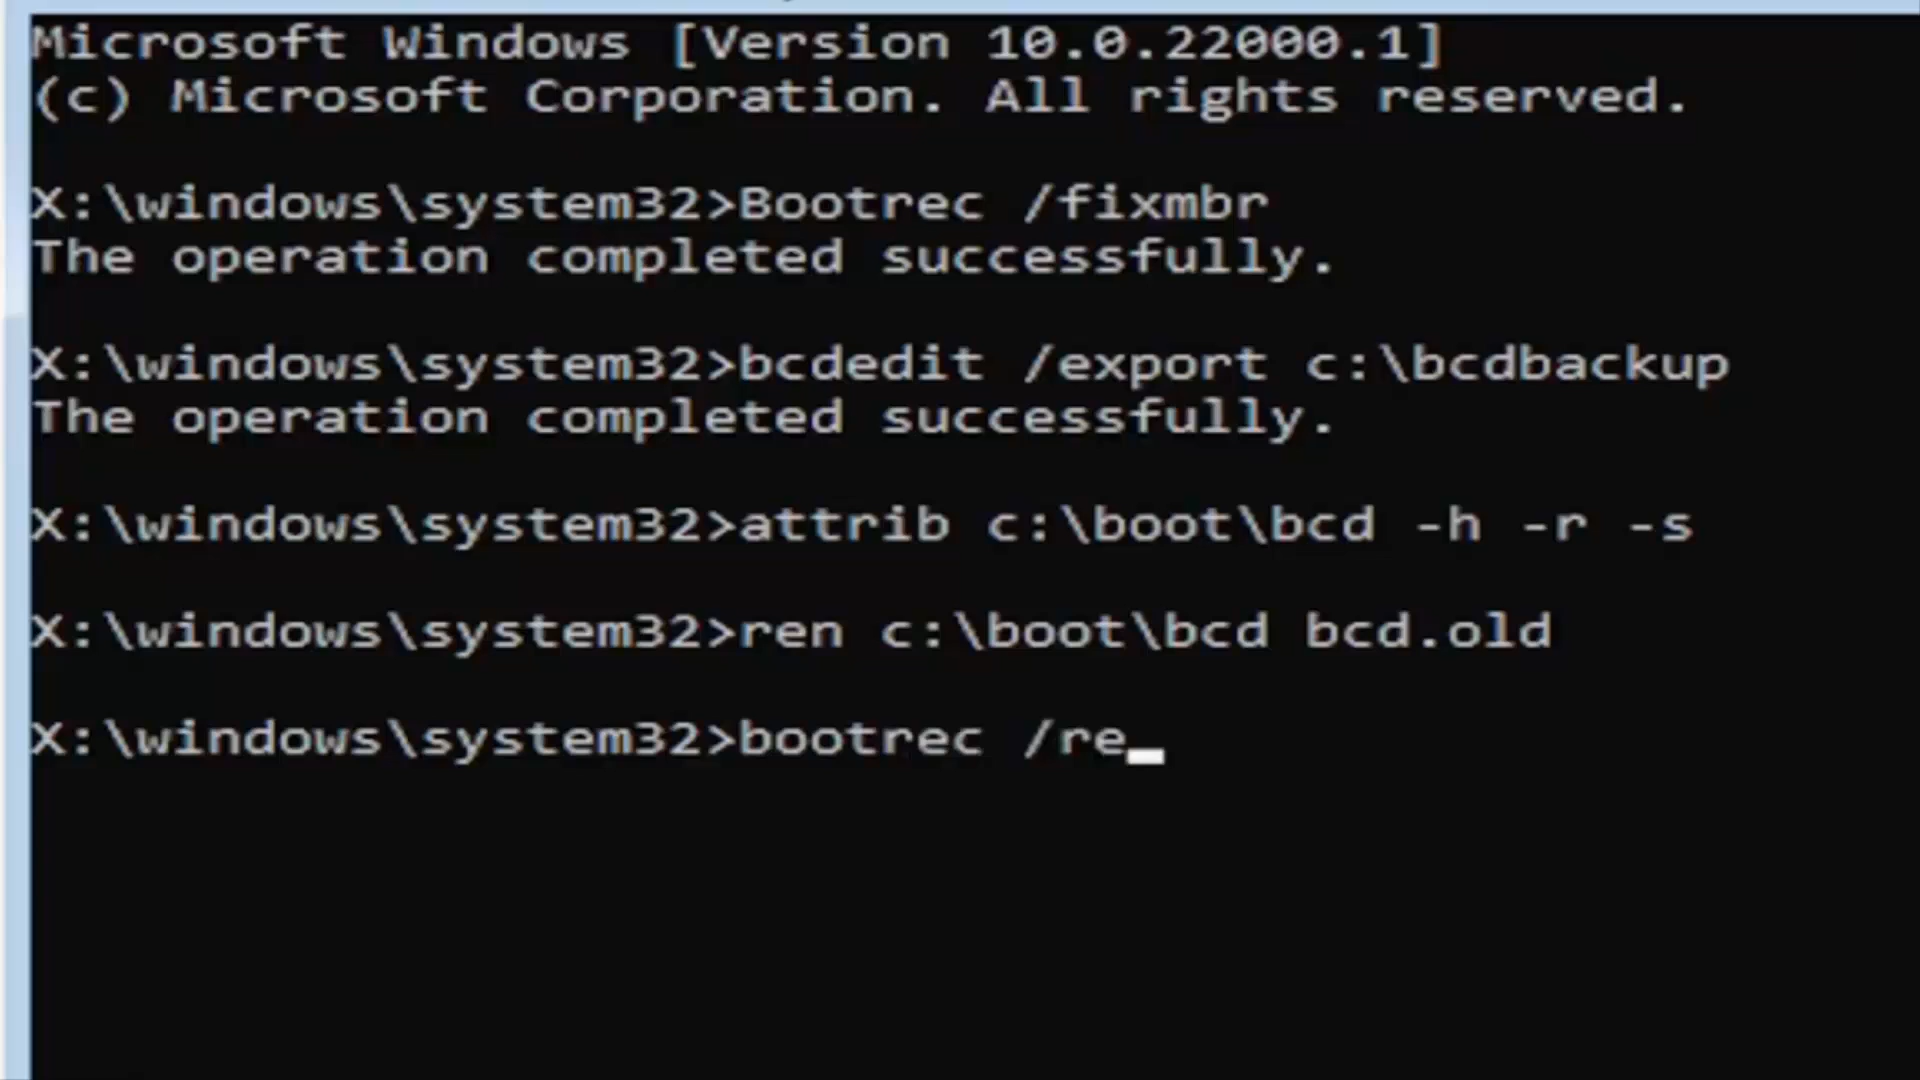 Microsoft Windows [Version 10.0.22000.1]
(c) Microsoft Corporation. All rights reserved.
X:\windows\system32>Bootrec /fixmbr
The operation completed successfully.
X:\windows\system32>bcdedit /export c:\bcdbackup
The operation completed successfully.
X:\windows\system32>attrib c:\boot\bcd -h -r -s
X:\windows\system32>ren c:\boot\bcd bcd.old
X:\windows\system32>bootrec /re